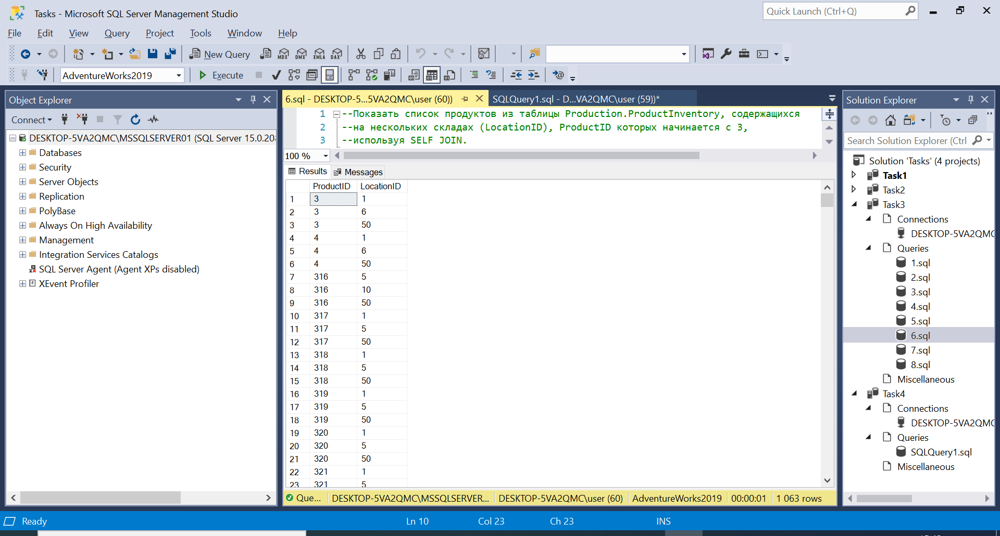 Tasks - Microsoft SQL Server Management Studio
Quick Launch (Ctrl+Q)
File Edit View Query Project Tools Window Help
New Query MDX DMX XMLA DAX
AdventureWorks2019 Execute
Object Explorer
Connect
DESKTOP-5VA2QMC\MSSQLSERVER01 (SQL Server 15.0.20
Databases
Security
Server Objects
Replication
PolyBase
Always On High Availability
Management
Integration Services Catalogs
SQL Server Agent (Agent XPs disabled)
XEvent Profiler
6.sql - DESKTOP-5...5VA2QMC\user (60)) SQLQuery1.sql - D...VA2QMC\user (59))*
1 --Показать список продуктов из таблицы Production.ProductInventory, содержащихся
2 --на нескольких складах (LocationID), ProductID которых начинается с 3,
3 --используя SELF JOIN.
100 %
Results Messages
ProductID LocationID
1 3 1
2 3 6
3 3 50
4 4 1
5 4 6
6 4 50
7 316 5
8 316 10
9 316 50
10 317 1
11 317 5
12 317 50
13 318 1
14 318 5
15 318 50
16 319 1
17 319 5
18 319 50
19 320 1
20 320 5
21 320 50
22 321 1
23 321 5
Que... DESKTOP-5VA2QMC\MSSQLSERVER... DESKTOP-5VA2QMC\user (60) AdventureWorks2019 00:00:01 1 063 rows
Solution Explorer
Search Solution Explorer (Ctrl
Solution 'Tasks' (4 projects)
Task1
Task2
Task3
Connections
DESKTOP-5VA2QMC
Queries
1.sql
2.sql
3.sql
4.sql
5.sql
6.sql
7.sql
8.sql
Miscellaneous
Task4
Connections
DESKTOP-5VA2QMC
Queries
SQLQuery1.sql
Miscellaneous
Ready Ln 10 Col 23 Ch 23 INS